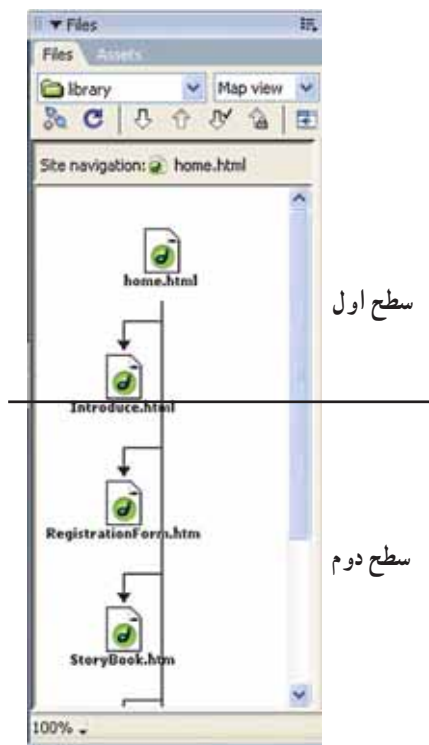 Files
Files Assets
library Map view
Site navigation: home.html
home.html
سطح اول
Introduce.html
RegistrationForm.htm
سطح دوم
StoryBook.htm
100%